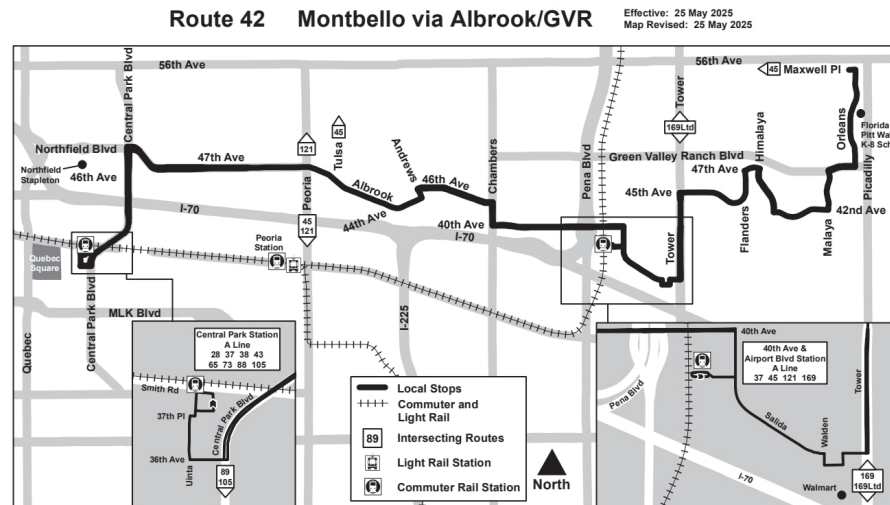 Route 42 Montbello via Albrook/GVR
Effective: 25 May 2025
Map Revised: 25 May 2025
Central Park Blvd
56th Ave
45
Maxwell Pl
56th Ave
Northfield Blvd
Northfield
Stapleton
46th Ave
47th Ave
121
45
Tulsa
Peoria
Albrook
Andrews
46th Ave
44th Ave
Chambers
Pena Blvd
Tower
169Ltd
Green Valley Ranch Blvd
47th Ave
Himalaya
Orleans
Florida
Pitt Wa
K-8 Sch
Picadilly
45th Ave
42nd Ave
Flanders
Malaya
I-70
45
121
40th Ave
I-70
Tower
Peoria
Station
Quebec
Square
Quebec
Central Park Blvd
MLK Blvd
I-225
Central Park Station
A Line
28 37 38 43
65 73 88 105
Smith Rd
37th Pl
Central Park Blvd
36th Ave
Uinta
89
105
Local Stops
Commuter and
Light Rail
89
Intersecting Routes
Light Rail Station
Commuter Rail Station
North
40th Ave
40th Ave &
Airport Blvd Station
A Line
37 45 121 169
Pena Blvd
Salida
Walden
Tower
I-70
Walmart
169
169Ltd